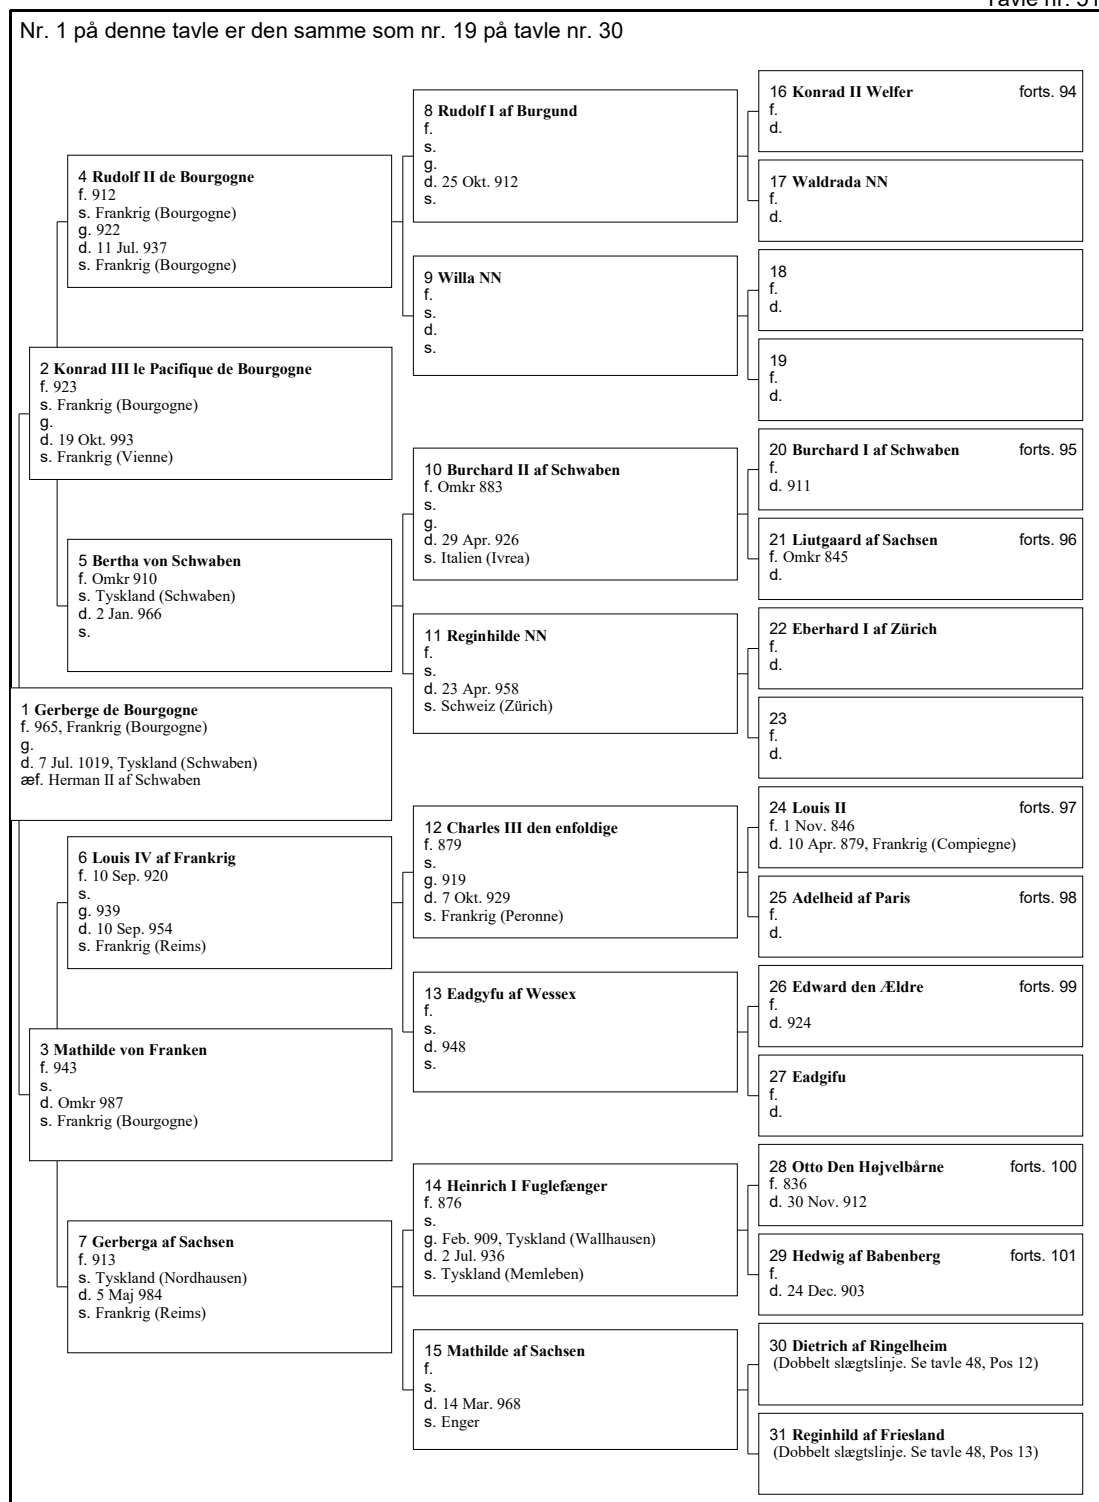 Nr. 1 på denne tavle er den samme som nr. 19 på tavle nr. 30
16 Konrad II Welfer forts. 94
f.
d.
8 Rudolf I af Burgund
f.
s.
g.
d. 25 Okt. 912
s.
4 Rudolf II de Bourgogne
f. 912
s. Frankrig (Bourgogne)
g. 922
d. 11 Jul. 937
s. Frankrig (Bourgogne)
17 Waldrada NN
f.
d.
18
f.
d.
9 Willa NN
f.
s.
d.
s.
19
f.
d.
2 Konrad III le Pacifique de Bourgogne
f. 923
s. Frankrig (Bourgogne)
g.
d. 19 Okt. 993
s. Frankrig (Vienne)
20 Burchard I af Schwaben forts. 95
f.
d. 911
10 Burchard II af Schwaben
f. Omkr 883
s.
g.
d. 29 Apr. 926
s. Italien (Ivrea)
21 Liutgaard af Sachsen forts. 96
f. Omkr 845
d.
5 Bertha von Schwaben
f. Omkr 910
s. Tyskland (Schwaben)
d. 2 Jan. 966
s.
22 Eberhard I af Zürich
f.
d.
11 Reginhilde NN
f.
s.
d. 23 Apr. 958
s. Schweiz (Zürich)
23
f.
d.
1 Gerberge de Bourgogne
f. 965, Frankrig (Bourgogne)
g.
d. 7 Jul. 1019, Tyskland (Schwaben)
æf. Herman II af Schwaben
24 Louis II forts. 97
f. 1 Nov. 846
d. 10 Apr. 879, Frankrig (Compiegne)
12 Charles III den enfoldige
f. 879
s.
g. 919
d. 7 Okt. 929
s. Frankrig (Peronne)
6 Louis IV af Frankrig
f. 10 Sep. 920
s.
g. 939
d. 10 Sep. 954
s. Frankrig (Reims)
25 Adelheid af Paris forts. 98
f.
d.
26 Edward den Ældre forts. 99
f.
d. 924
13 Eadgyfu af Wessex
f.
s.
d. 948
s.
27 Eadgifu
f.
d.
3 Mathilde von Franken
f. 943
s.
d. Omkr 987
s. Frankrig (Bourgogne)
28 Otto Den Højvelbårne forts. 100
f. 836
d. 30 Nov. 912
14 Heinrich I Fuglefænger
f. 876
s.
g. Feb. 909, Tyskland (Wallhausen)
d. 2 Jul. 936
s. Tyskland (Memleben)
29 Hedwig af Babenberg forts. 101
f.
d. 24 Dec. 903
7 Gerberga af Sachsen
f. 913
s. Tyskland (Nordhausen)
d. 5 Maj 984
s. Frankrig (Reims)
30 Dietrich af Ringelheim
(Dobbelt slægtslinje. Se tavle 48, Pos 12)
15 Mathilde af Sachsen
f.
s.
d. 14 Mar. 968
s. Enger
31 Reginhild af Friesland
(Dobbelt slægtslinje. Se tavle 48, Pos 13)